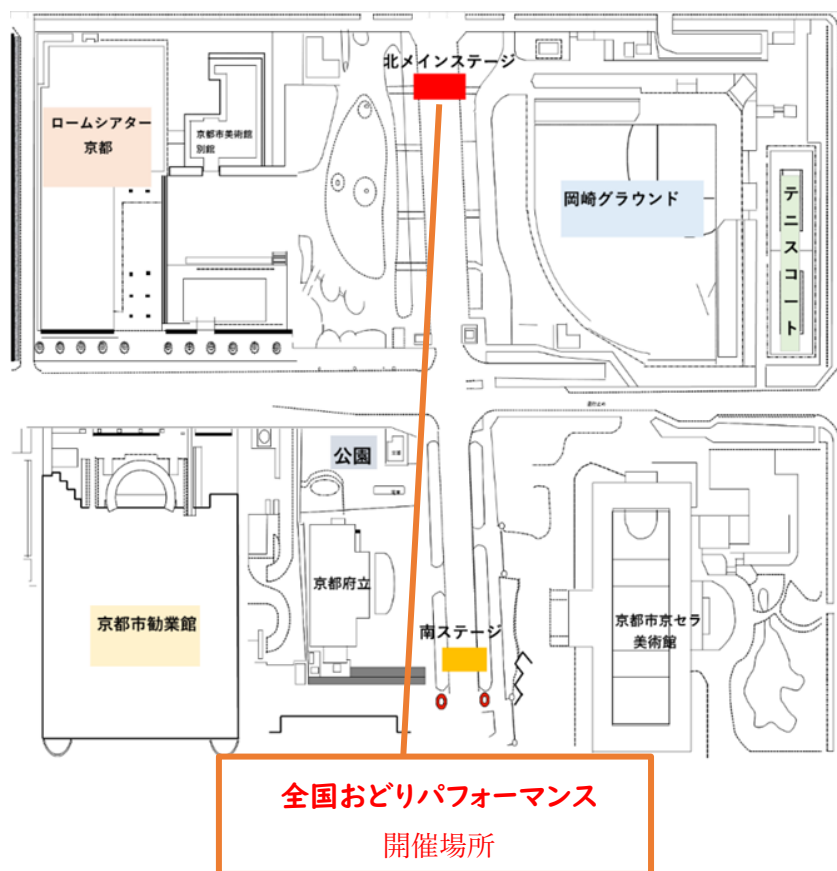 北メインステージ
ロームシアター
京都
京都市美術館
別館
岡崎グラウンド
テニスコート
公園
京都府立
京都市勧業館
南ステージ
京都市京セラ
美術館
全国おどりパフォーマンス
開催場所